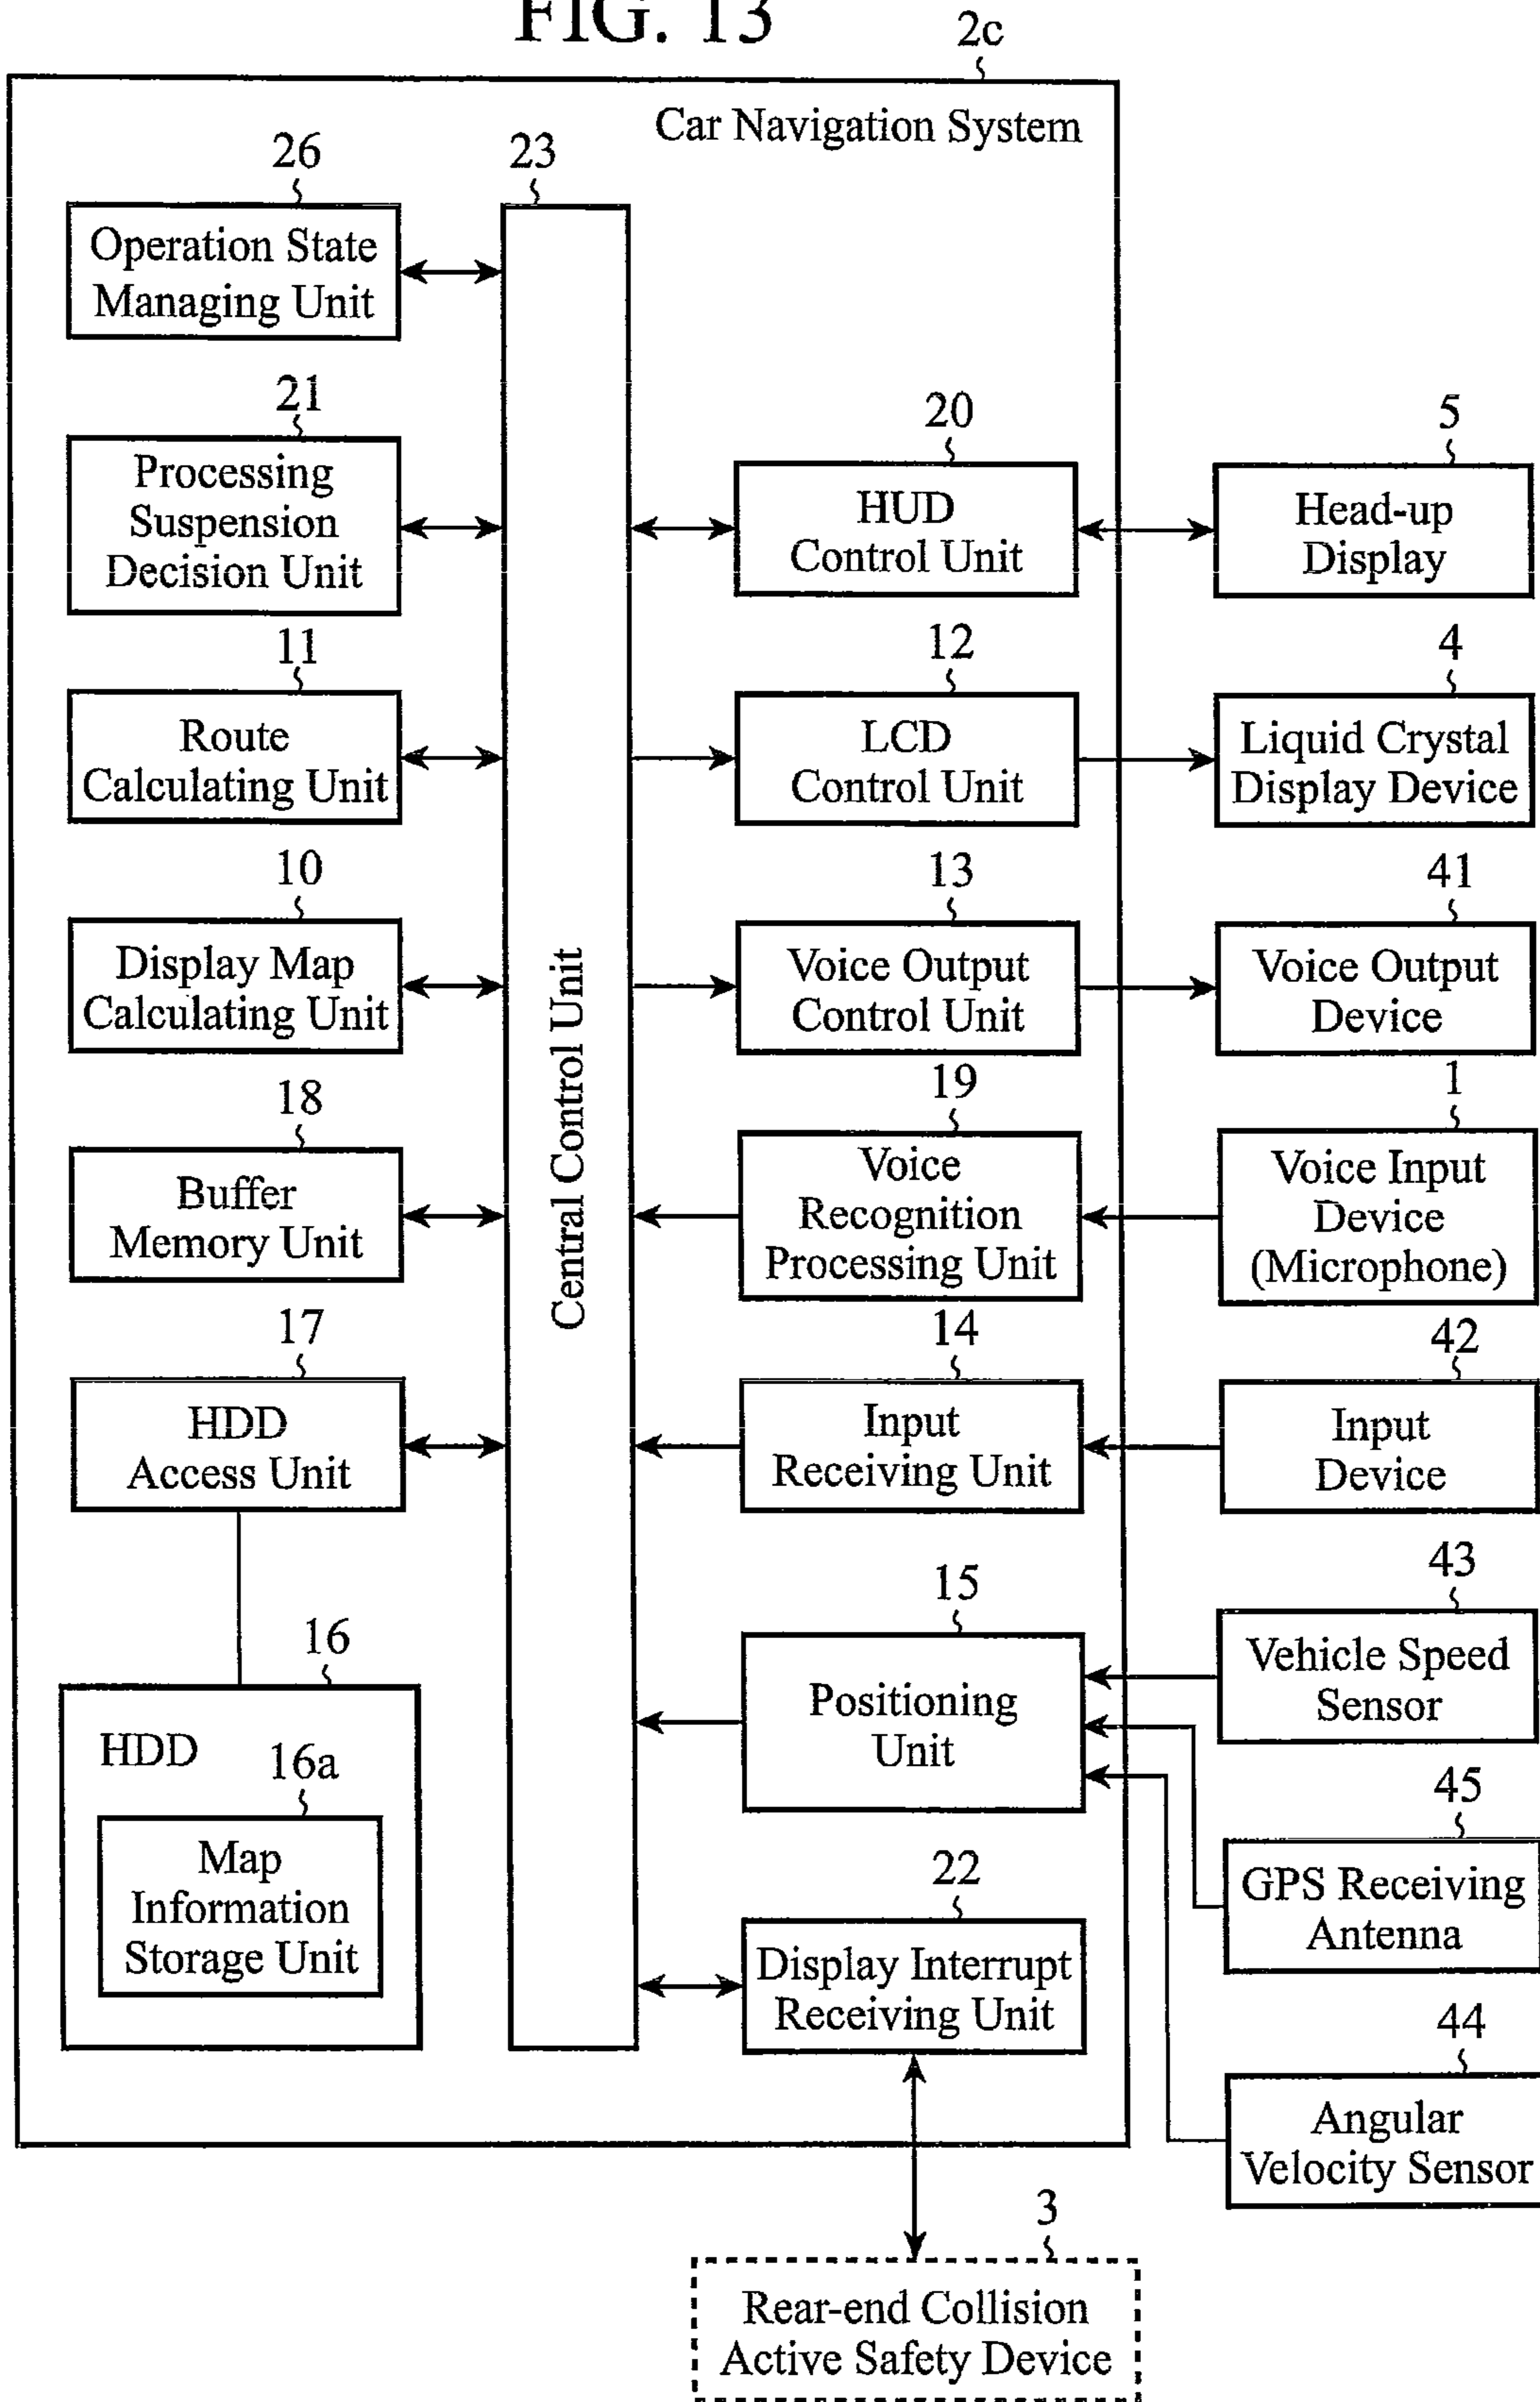 FIG. 13
2c
Car Navigation System
26
Operation State
Managing Unit
23
Central Control Unit
21
Processing
Suspension
Decision Unit
20
HUD
Control Unit
5
Head-up
Display
11
Route
Calculating Unit
12
LCD
Control Unit
4
Liquid Crystal
Display Device
10
Display Map
Calculating Unit
13
Voice Output
Control Unit
41
Voice Output
Device
18
Buffer
Memory Unit
19
Voice
Recognition
Processing Unit
1
Voice Input
Device
(Microphone)
17
HDD
Access Unit
14
Input
Receiving Unit
42
Input
Device
16
HDD
16a
Map
Information
Storage Unit
15
Positioning
Unit
43
Vehicle Speed
Sensor
45
GPS Receiving
Antenna
22
Display Interrupt
Receiving Unit
44
Angular
Velocity Sensor
3
Rear-end Collision
Active Safety Device